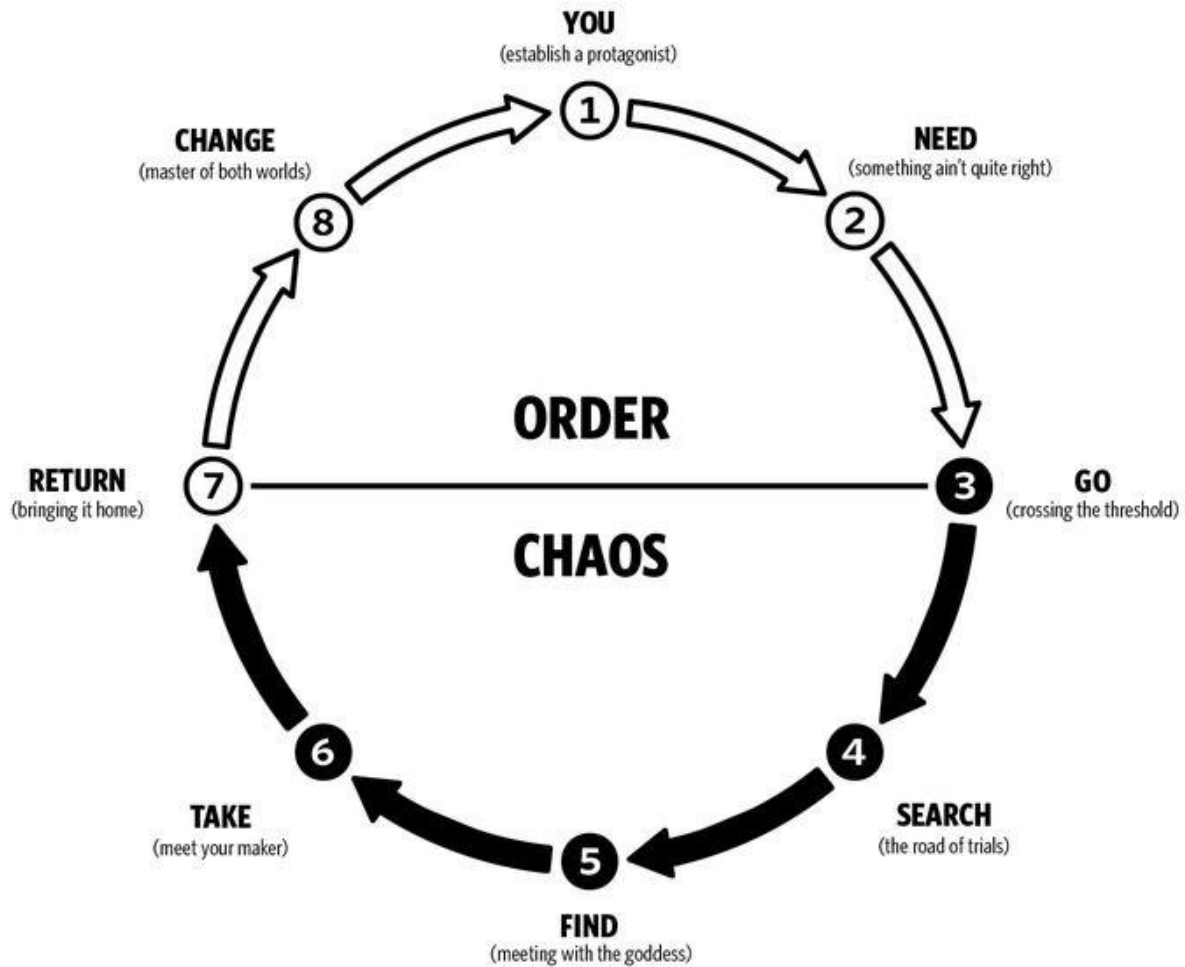 YOU
(establish a protagonist)
1
NEED
(something ain't quite right)
2
GO
(crossing the threshold)
3
SEARCH
(the road of trials)
4
FIND
(meeting with the goddess)
5
TAKE
(meet your maker)
6
RETURN
(bringing it home)
7
CHANGE
(master of both worlds)
8
ORDER
CHAOS